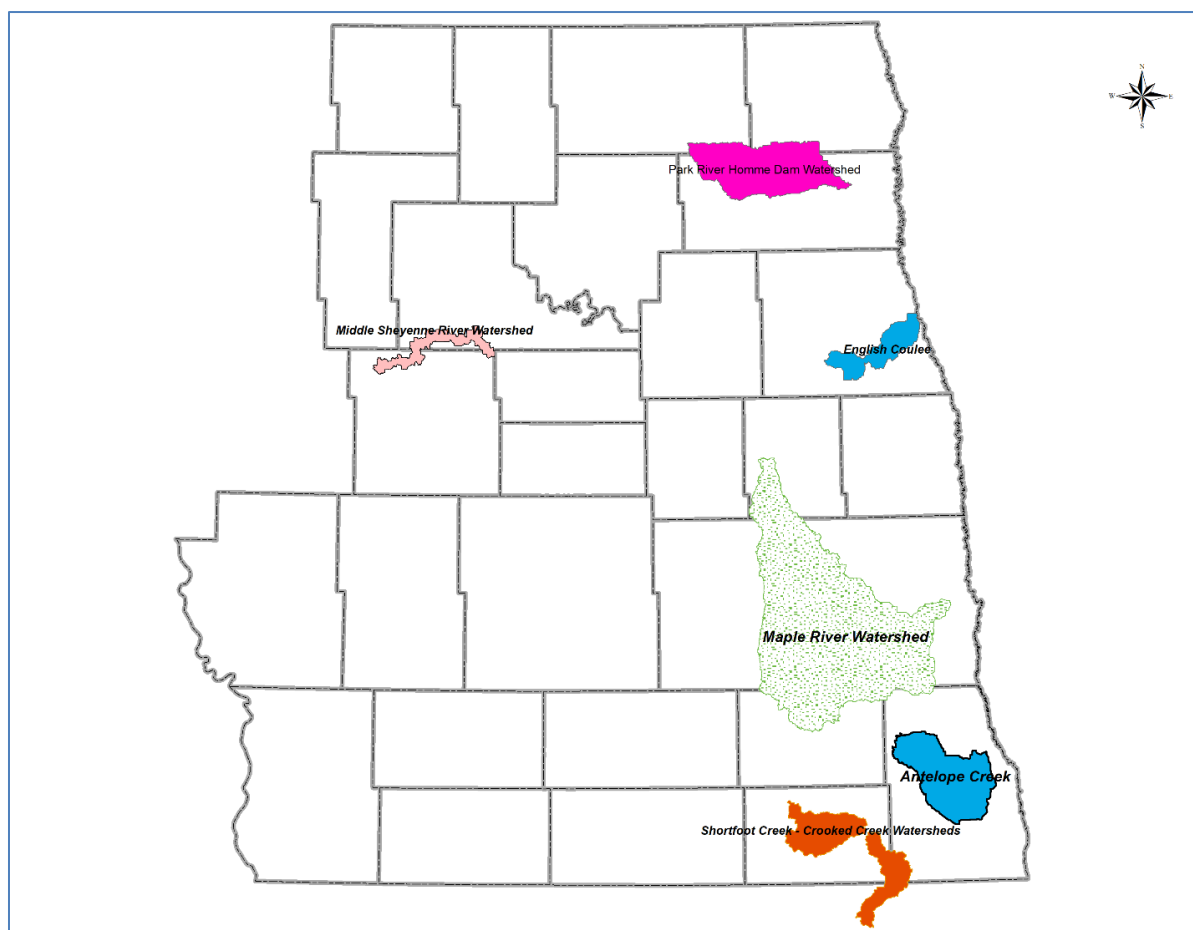 N
W E
S
Park River Homme Dam Watershed
Middle Sheyenne River Watershed
English Coulee
Maple River Watershed
Antelope Creek
Shortfoot Creek - Crooked Creek Watersheds